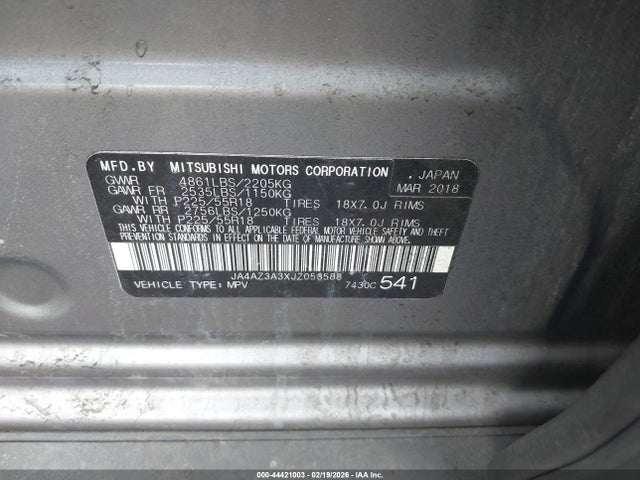 MFD.BY MITSUBISHI MOTORS CORPORATION . JAPAN
GVWR 4861LBS/2205KG MAR 2018
GAWR FR 2535LBS/1150KG
WITH P225/55R18 TIRES 18X7.0J RIMS
GAWR RR 2756LBS/1250KG
WITH P225/55R18 TIRES 18X7.0J RIMS
THIS VEHICLE CONFORMS TO ALL APPLICABLE FEDERAL MOTOR VEHICLE SAFETY AND
THEFT PREVENTION STANDARDS IN EFFECT ON THE DATE OF MANUFACTURE SHOWN ABOVE.
VEHICLE TYPE: MPV 7430C 541
000-44421003 - 02/19/2026 - IAA Inc.